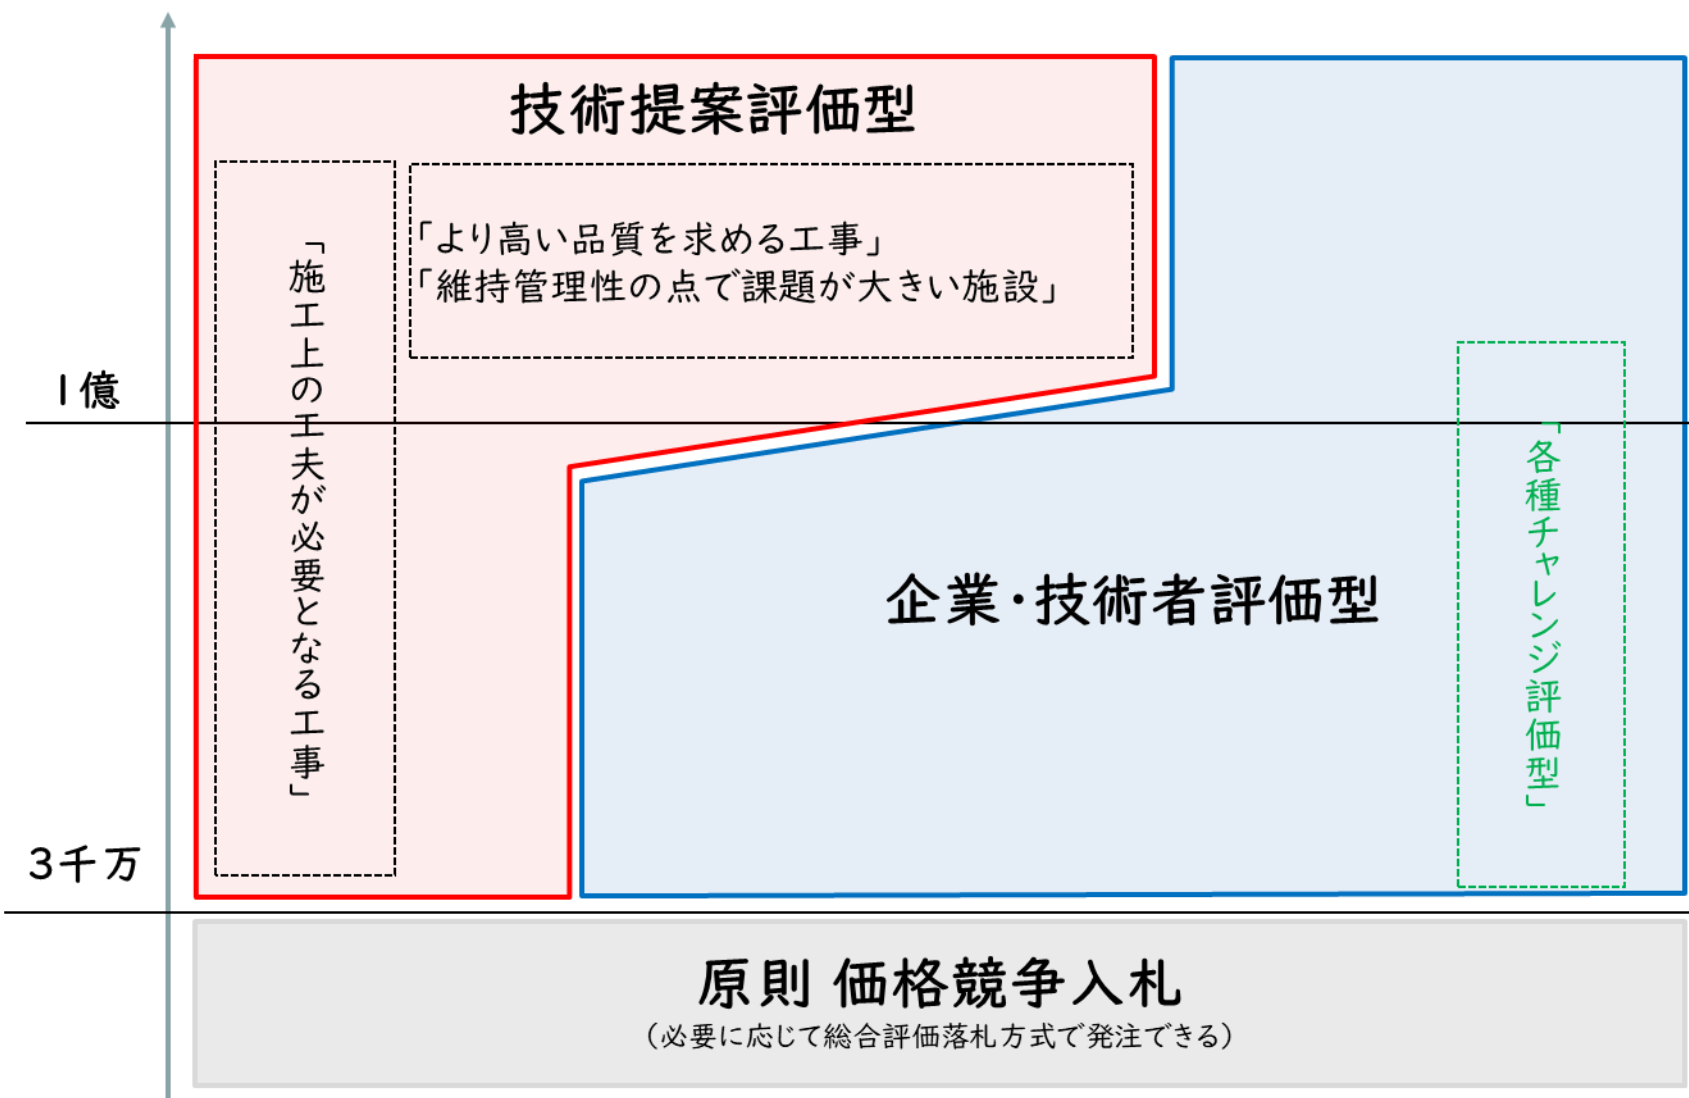 技術提案評価型
「より高い品質を求める工事」
「維持管理性の点で課題が大きい施設」
「施工上の工夫が必要となる工事」
1億
「各種チャレンジ評価型」
企業・技術者評価型
3千万
原則 価格競争入札
（必要に応じて総合評価落札方式で発注できる）